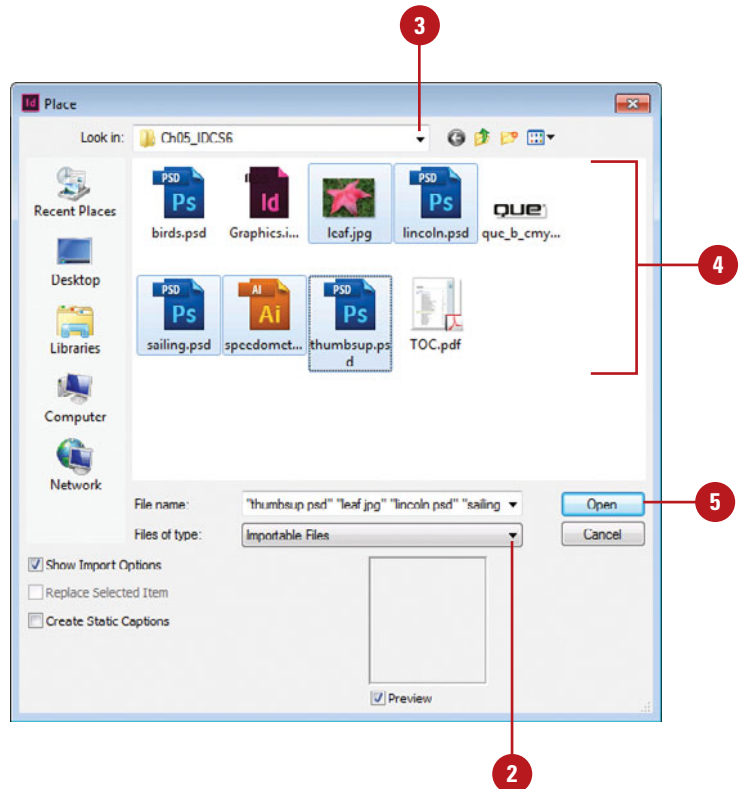 3
Id Place
Look in: Ch05_IDCS6
PSD Ps
Id
PSD Ps
que
Recent Places
birds.psd Graphics.i... leaf.jpg lincoln.psd que_b_cmy...
4
Desktop
PSD Ps
AI Ai
PSD Ps
Libraries
sailing.psd speedomet... thumbsup.ps
d
TOC.pdf
Computer
Network
File name: "thumbsup psd" "leaf jpg" "lincoln psd" "sailing Open
5
Files of type: Importable Files Cancel
Show Import Options
Replace Selected Item
Create Static Captions
Preview
2